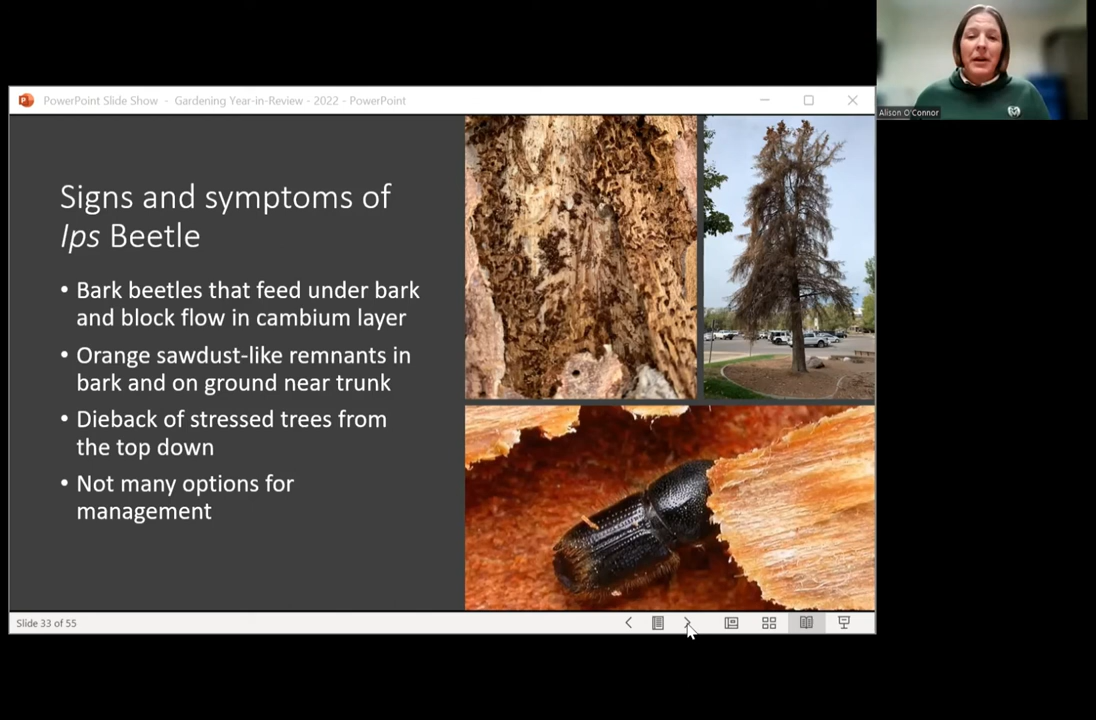 Alison O'Connor
PowerPoint Slide Show - Gardening Year-in-Review - 2022 - PowerPoint
Signs and symptoms of
Ips Beetle
• Bark beetles that feed under bark
and block flow in cambium layer
• Orange sawdust-like remnants in
bark and on ground near trunk
• Dieback of stressed trees from
the top down
• Not many options for
management
Slide 33 of 55